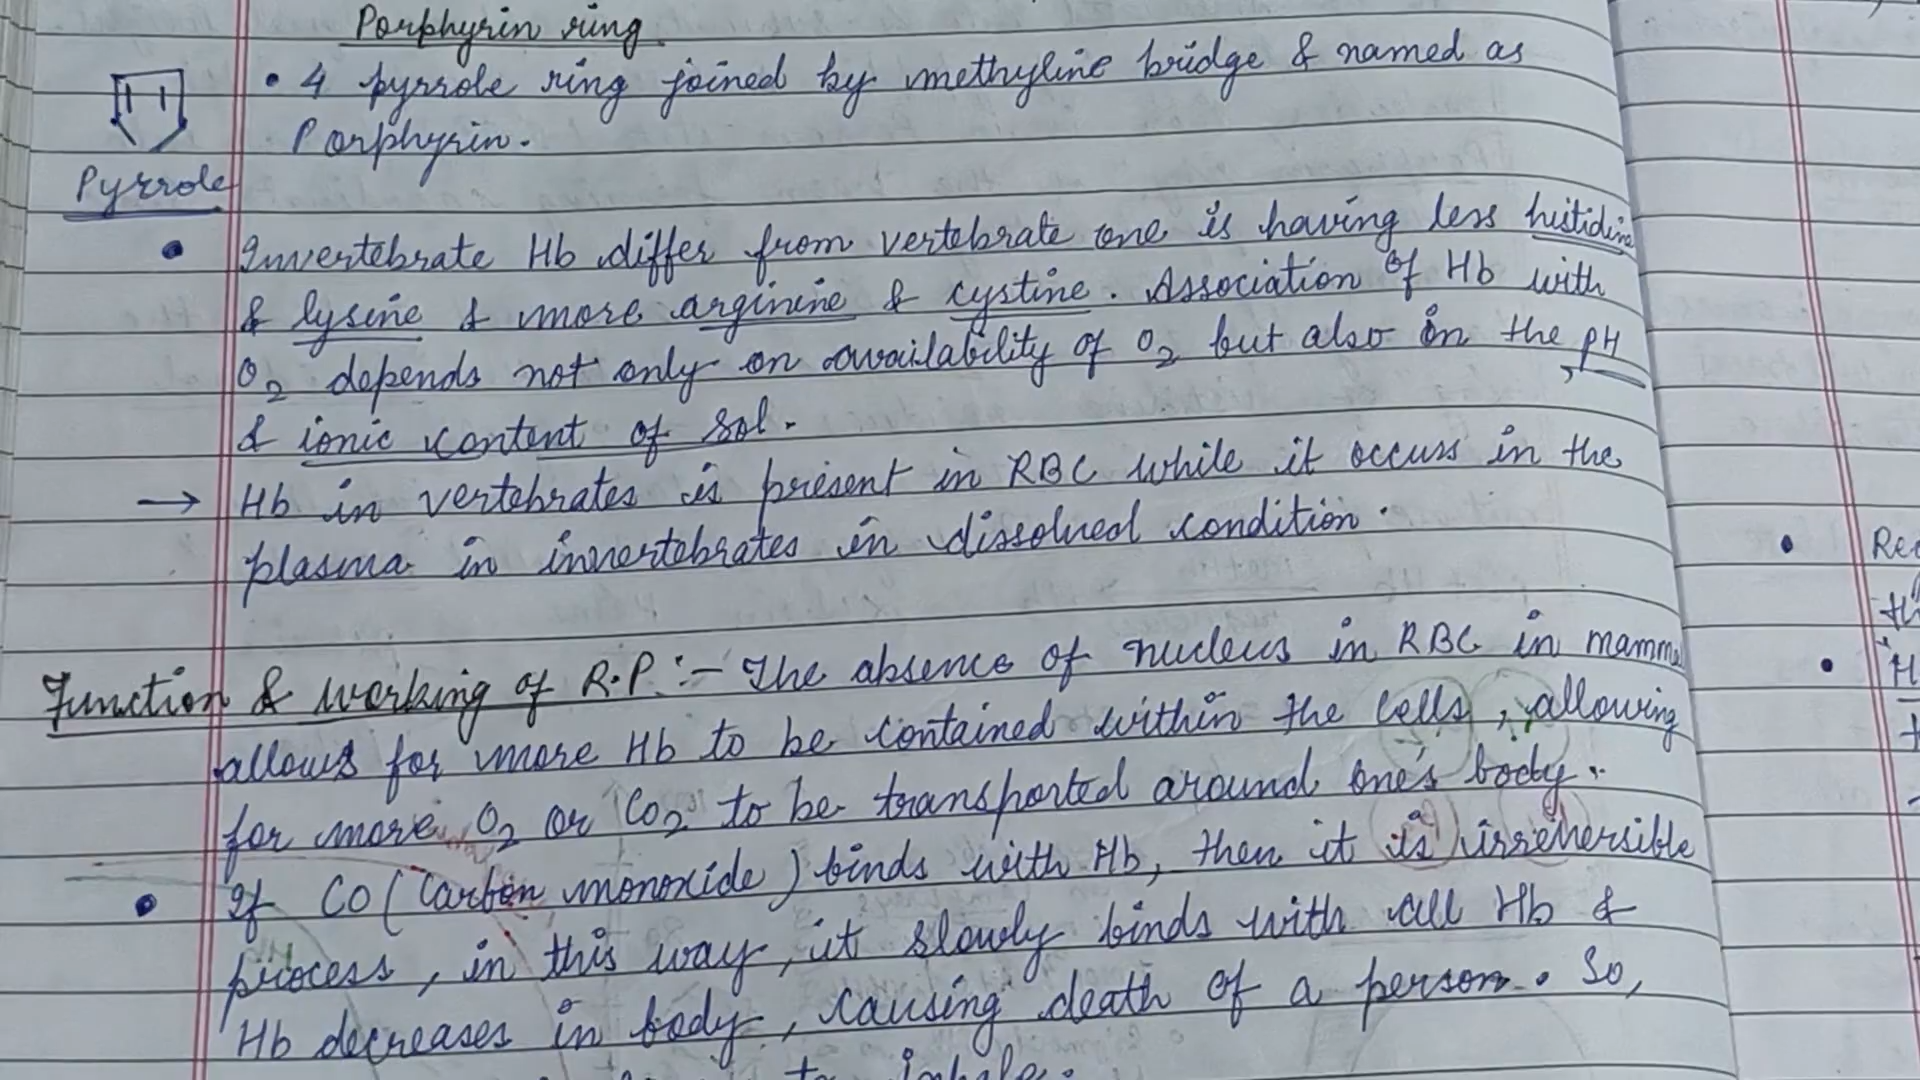 Porphyrin ring
• 4 pyrrole ring joined by methyline bridge & named as
Porphyrin.
Pyrrole
• Invertebrate Hb differ from vertebrate one is having less histidine
& lysine & more arginine & cystine. Association of Hb with
O2 depends not only on availability of O2 but also on the pH
& ionic content of sol.
→ Hb in vertebrates is present in RBC while it occurs in the
plasma in invertebrates in dissolved condition.
Function & working of R.P. :- The absence of nucleus in RBC in mamma
allows for more Hb to be contained within the cells, allowing
for more O2 or CO2 to be transported around one's body.
• If CO (Carbon monoxide) binds with Hb, then it is irreversible
process, in this way, it slowly binds with all Hb &
Hb decreases in body, causing death of a person. So,
to inhale.